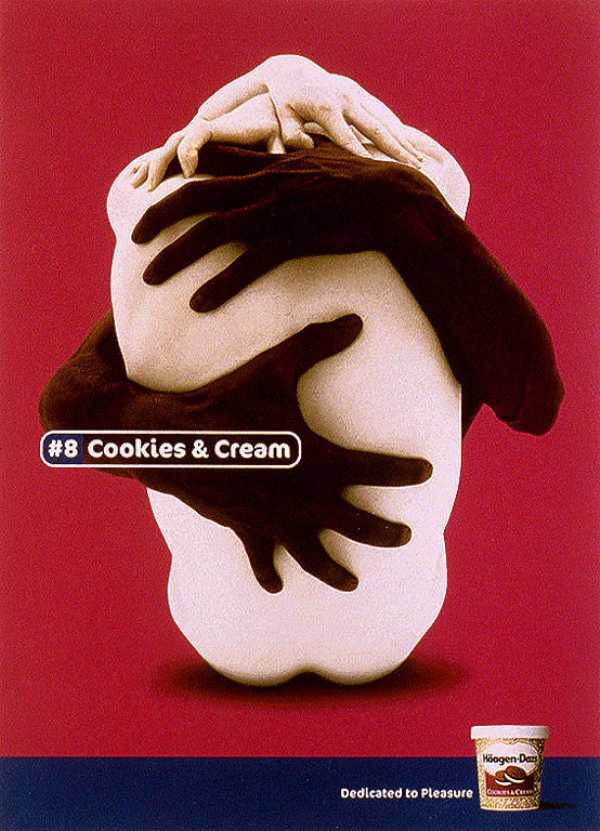 #8 Cookies & Cream
Dedicated to Pleasure
Häagen-Dazs
COOKIES & CREAM